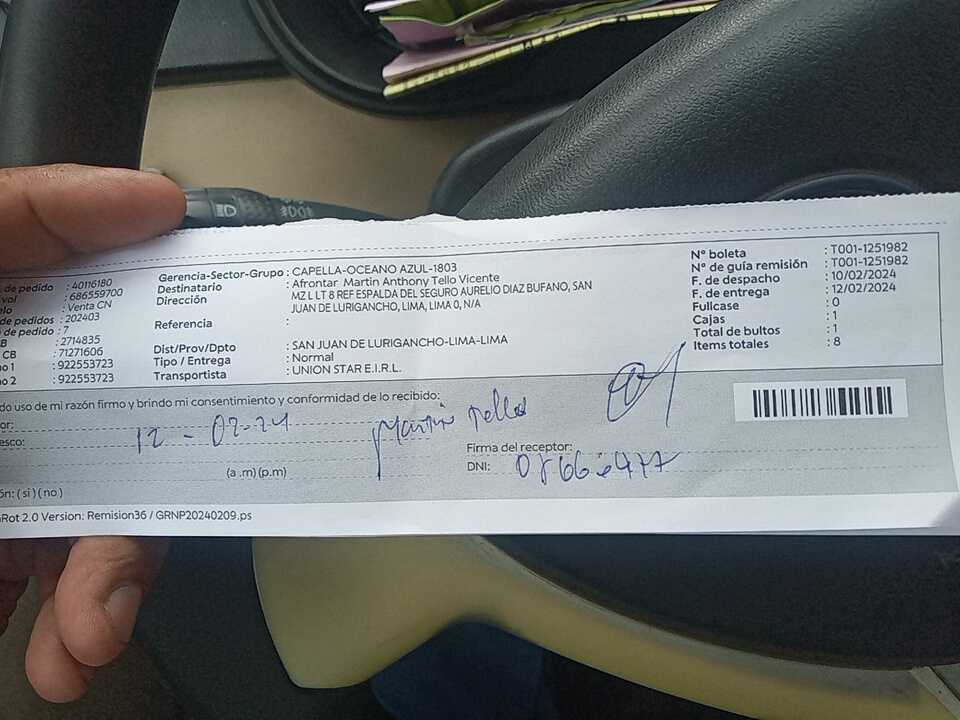 de pedido : 40116180
vol : 686559700
: Venta CN
de pedidos : 202403
de pedido : 7
B : 2714835
CB : 71271606
no 1 : 922553723
no 2 : 922553723
Gerencia-Sector-Grupo : CAPELLA-OCEANO AZUL-1803
Destinatario : Afrontar Martin Anthony Tello Vicente
Dirección : MZ L LT 8 REF ESPALDA DEL SEGURO AURELIO DIAZ BUFANO, SAN
JUAN DE LURIGANCHO, LIMA, LIMA 0, N/A
Referencia :
Dist/Prov/Dpto : SAN JUAN DE LURIGANCHO-LIMA-LIMA
Tipo / Entrega : Normal
Transportista : UNION STAR E.I.R.L.
N° boleta : T001-1251982
N° de guía remisión : T001-1251982
F. de despacho : 10/02/2024
F. de entrega : 12/02/2024
Fullcase : 0
Cajas : 1
Total de bultos : 1
Items totales : 8
do uso de mi razón firmo y brindo mi consentimiento y conformidad de lo recibido:
or:
esco:
12 - 02-24
Martin Tello
(a.m)(p.m)
Firma del receptor:
DNI:
ón: (si) (no)
Rot 2.0 Version: Remision36 / GRNP20240209.ps